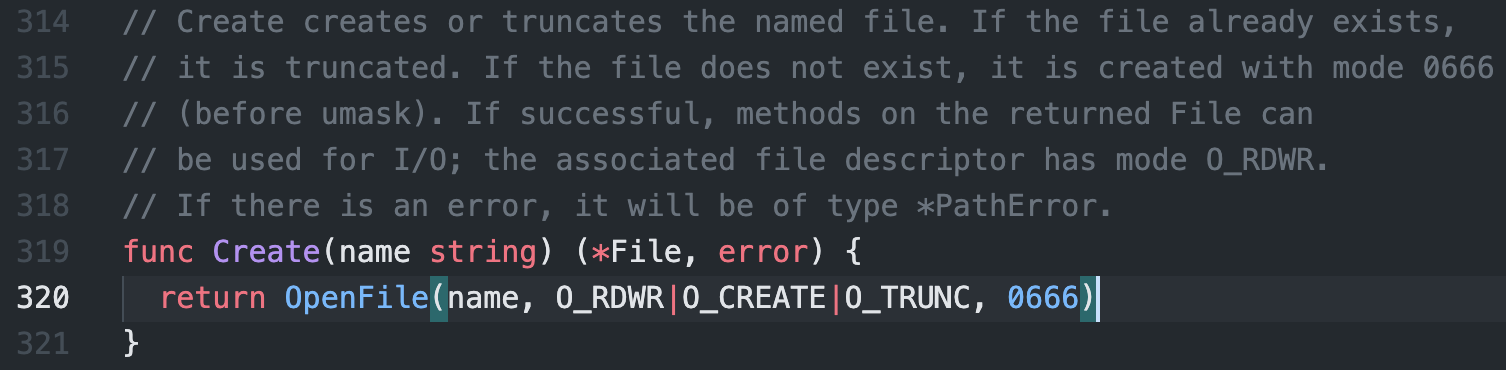 314 // Create creates or truncates the named file. If the file already exists,
315 // it is truncated. If the file does not exist, it is created with mode 0666
316 // (before umask). If successful, methods on the returned File can
317 // be used for I/O; the associated file descriptor has mode O_RDWR.
318 // If there is an error, it will be of type *PathError.
319 func Create(name string) (*File, error) {
320   return OpenFile(name, O_RDWR|O_CREATE|O_TRUNC, 0666)
321 }